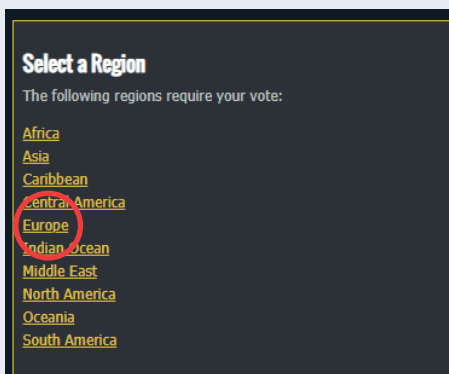 Select a Region
The following regions require your vote:
Africa
Asia
Caribbean
Central America
Europe
Indian Ocean
Middle East
North America
Oceania
South America